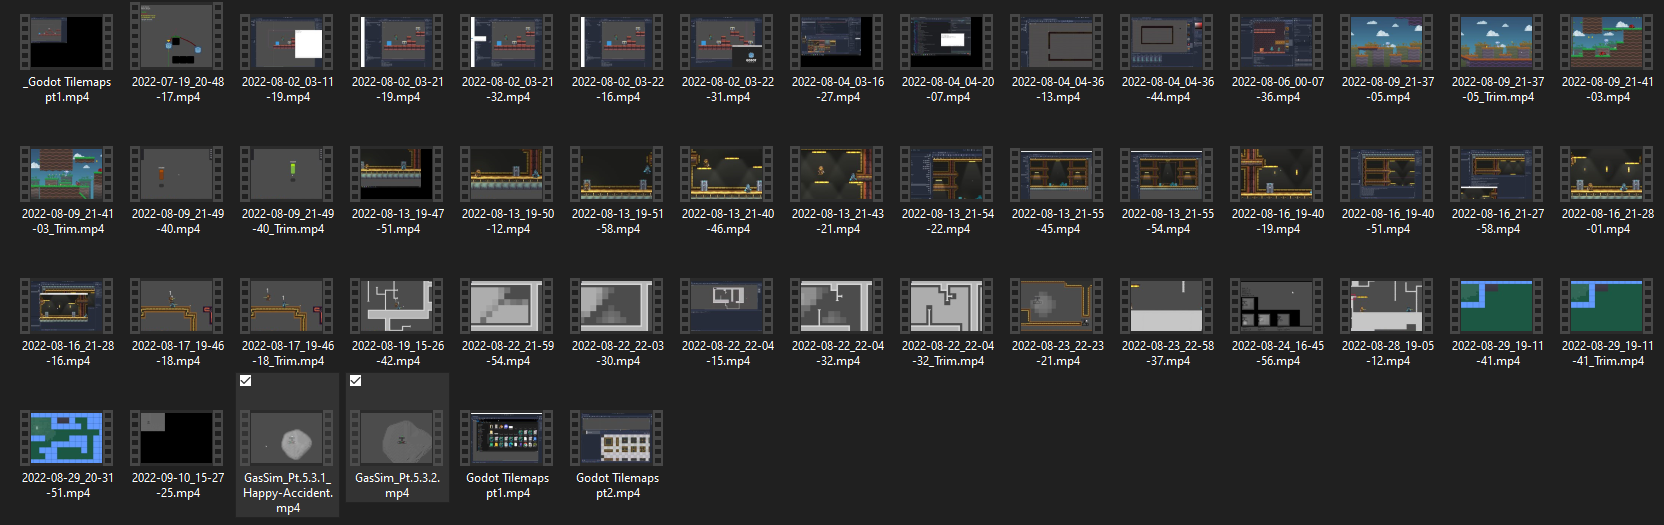 _Godot Tilemaps
pt1.mp4
2022-07-19_20-48
-17.mp4
2022-08-02_03-11
-19.mp4
2022-08-02_03-21
-19.mp4
2022-08-02_03-21
-32.mp4
2022-08-02_03-22
-16.mp4
2022-08-02_03-22
-31.mp4
2022-08-04_03-16
-27.mp4
2022-08-04_04-20
-07.mp4
2022-08-04_04-36
-13.mp4
2022-08-04_04-36
-44.mp4
2022-08-06_00-07
-36.mp4
2022-08-09_21-37
-05.mp4
2022-08-09_21-37
-05_Trim.mp4
2022-08-09_21-41
-03.mp4
2022-08-09_21-41
-03_Trim.mp4
2022-08-09_21-49
-40.mp4
2022-08-09_21-49
-40_Trim.mp4
2022-08-13_19-47
-51.mp4
2022-08-13_19-50
-12.mp4
2022-08-13_19-51
-58.mp4
2022-08-13_21-40
-46.mp4
2022-08-13_21-43
-21.mp4
2022-08-13_21-54
-22.mp4
2022-08-13_21-55
-45.mp4
2022-08-13_21-55
-54.mp4
2022-08-16_19-40
-19.mp4
2022-08-16_19-40
-51.mp4
2022-08-16_21-27
-58.mp4
2022-08-16_21-28
-01.mp4
2022-08-16_21-28
-16.mp4
2022-08-17_19-46
-18.mp4
2022-08-17_19-46
-18_Trim.mp4
2022-08-19_15-26
-42.mp4
2022-08-22_21-59
-54.mp4
2022-08-22_22-03
-30.mp4
2022-08-22_22-04
-15.mp4
2022-08-22_22-04
-32.mp4
2022-08-22_22-04
-32_Trim.mp4
2022-08-23_22-23
-21.mp4
2022-08-23_22-58
-37.mp4
2022-08-24_16-45
-56.mp4
2022-08-28_19-05
-12.mp4
2022-08-29_19-11
-41.mp4
2022-08-29_19-11
-41_Trim.mp4
2022-08-29_20-31
-51.mp4
2022-09-10_15-27
-25.mp4
GasSim_Pt.5.3.1_
Happy-Accident.
mp4
GasSim_Pt.5.3.2.
mp4
Godot Tilemaps
pt1.mp4
Godot Tilemaps
pt2.mp4